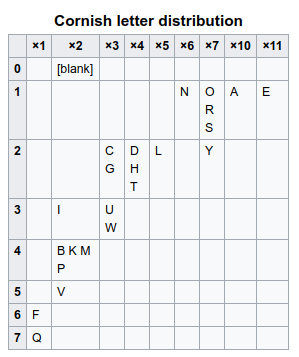 Cornish letter distribution
×1 ×2 ×3 ×4 ×5 ×6 ×7 ×10 ×11
0 [blank]
1 N O A E
R
S
2 C D L Y
G H
T
3 I U
W
4 B K M
P
5 V
6 F
7 Q